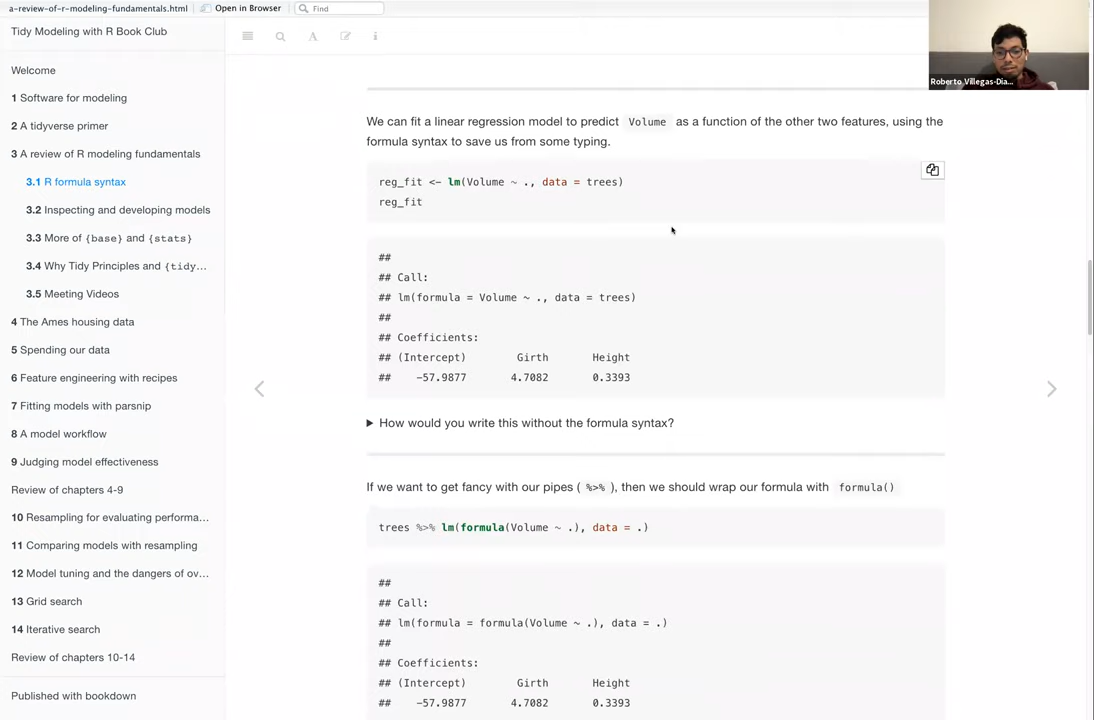 a-review-of-r-modeling-fundamentals.html
Open in Browser
Find
Tidy Modeling with R Book Club
Welcome
1 Software for modeling
2 A tidyverse primer
3 A review of R modeling fundamentals
3.1 R formula syntax
3.2 Inspecting and developing models
3.3 More of {base} and {stats}
3.4 Why Tidy Principles and {tidy…
3.5 Meeting Videos
4 The Ames housing data
5 Spending our data
6 Feature engineering with recipes
7 Fitting models with parsnip
8 A model workflow
9 Judging model effectiveness
Review of chapters 4-9
10 Resampling for evaluating performa…
11 Comparing models with resampling
12 Model tuning and the dangers of ov…
13 Grid search
14 Iterative search
Review of chapters 10-14
Published with bookdown
A
i
Roberto Villegas-Dia...
We can fit a linear regression model to predict Volume as a function of the other two features, using the
formula syntax to save us from some typing.
reg_fit <- lm(Volume ~ ., data = trees)
reg_fit
##
## Call:
## lm(formula = Volume ~ ., data = trees)
##
## Coefficients:
## (Intercept) Girth Height
## -57.9877 4.7082 0.3393
How would you write this without the formula syntax?
If we want to get fancy with our pipes ( %>% ), then we should wrap our formula with formula()
trees %>% lm(formula(Volume ~ .), data = .)
##
## Call:
## lm(formula = formula(Volume ~ .), data = .)
##
## Coefficients:
## (Intercept) Girth Height
## -57.9877 4.7082 0.3393